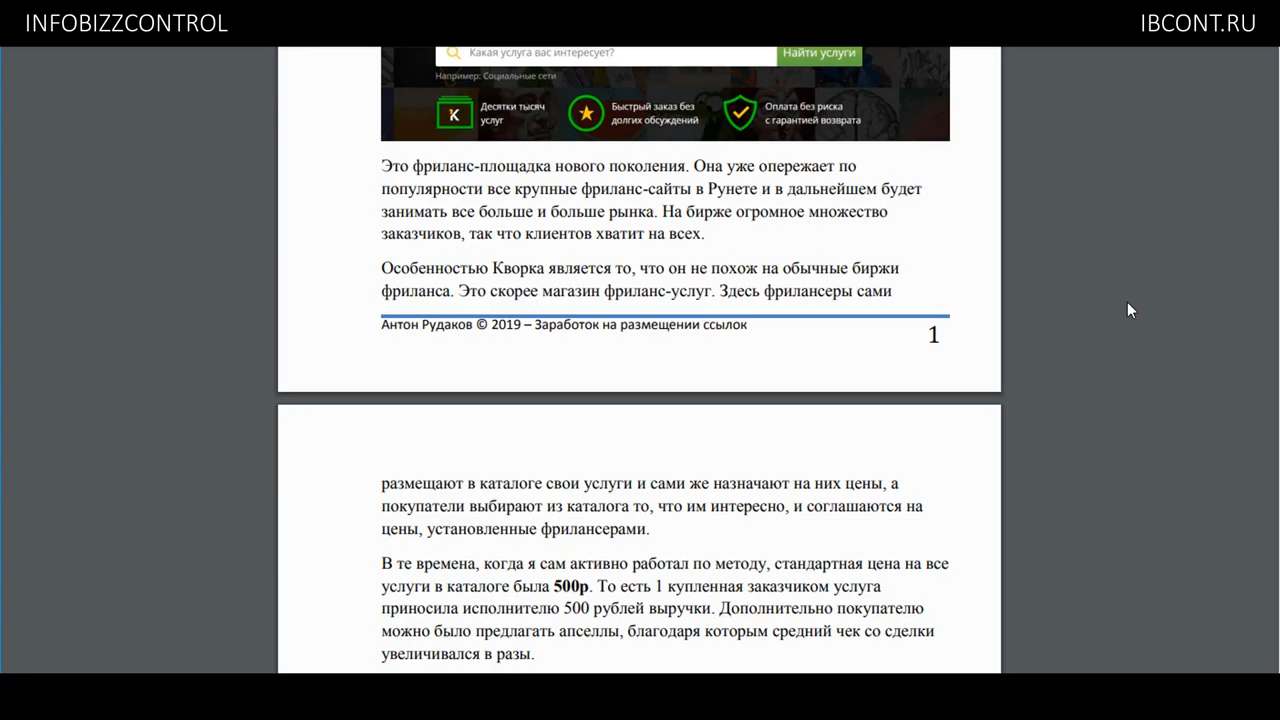 INFOBIZZCONTROL
IBCONT.RU
Какая услуга вас интересует?
Найти услуги
Например: Социальные сети
K
Десятки тысяч
услуг
Быстрый заказ без
долгих обсуждений
Оплата без риска
с гарантией возврата
Это фриланс-площадка нового поколения. Она уже опережает по
популярности все крупные фриланс-сайты в Рунете и в дальнейшем будет
занимать все больше и больше рынка. На бирже огромное множество
заказчиков, так что клиентов хватит на всех.
Особенностью Кворка является то, что он не похож на обычные биржи
фриланса. Это скорее магазин фриланс-услуг. Здесь фрилансеры сами
Антон Рудаков © 2019 – Заработок на размещении ссылок
1
размещают в каталоге свои услуги и сами же назначают на них цены, а
покупатели выбирают из каталога то, что им интересно, и соглашаются на
цены, установленные фрилансерами.
В те времена, когда я сам активно работал по методу, стандартная цена на все
услуги в каталоге была 500р. То есть 1 купленная заказчиком услуга
приносила исполнителю 500 рублей выручки. Дополнительно покупателю
можно было предлагать апселлы, благодаря которым средний чек со сделки
увеличивался в разы.